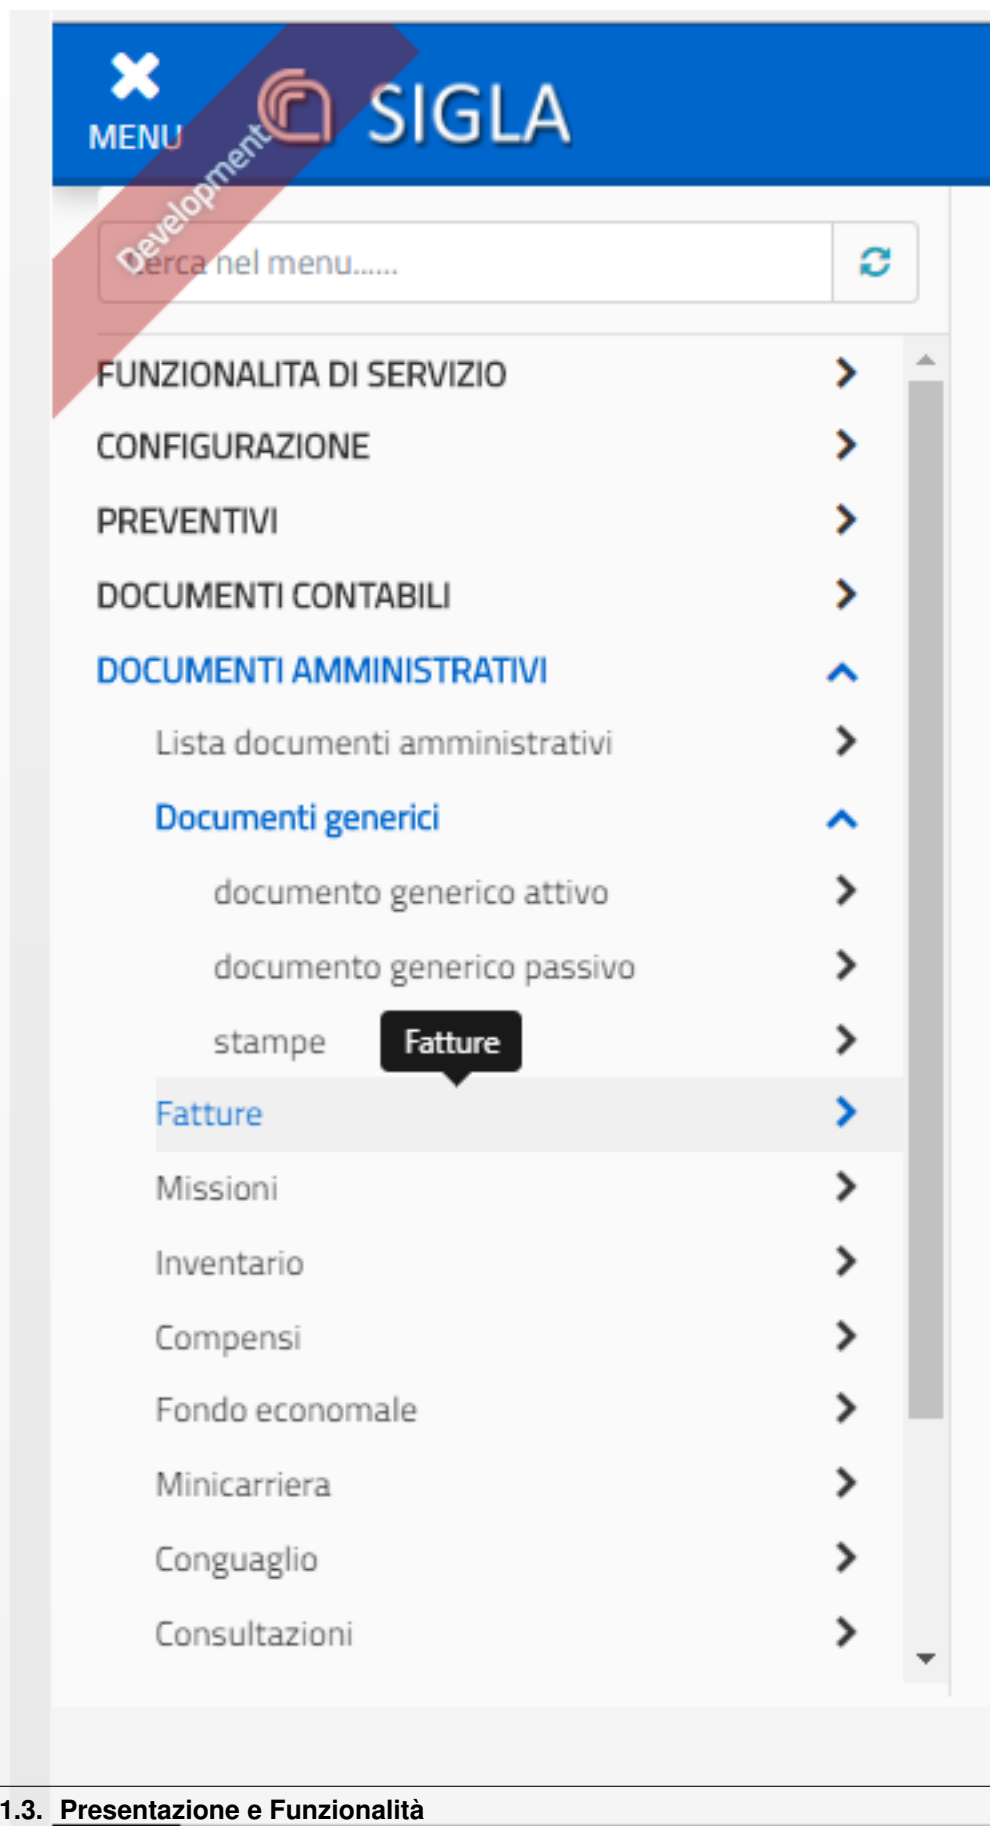 MENU
SIGLA
Development
Cerca nel menu......
FUNZIONALITA DI SERVIZIO
CONFIGURAZIONE
PREVENTIVI
DOCUMENTI CONTABILI
DOCUMENTI AMMINISTRATIVI
Lista documenti amministrativi
Documenti generici
documento generico attivo
documento generico passivo
stampe
Fatture
Fatture
Missioni
Inventario
Compensi
Fondo economale
Minicarriera
Conguaglio
Consultazioni
1.3. Presentazione e Funzionalità